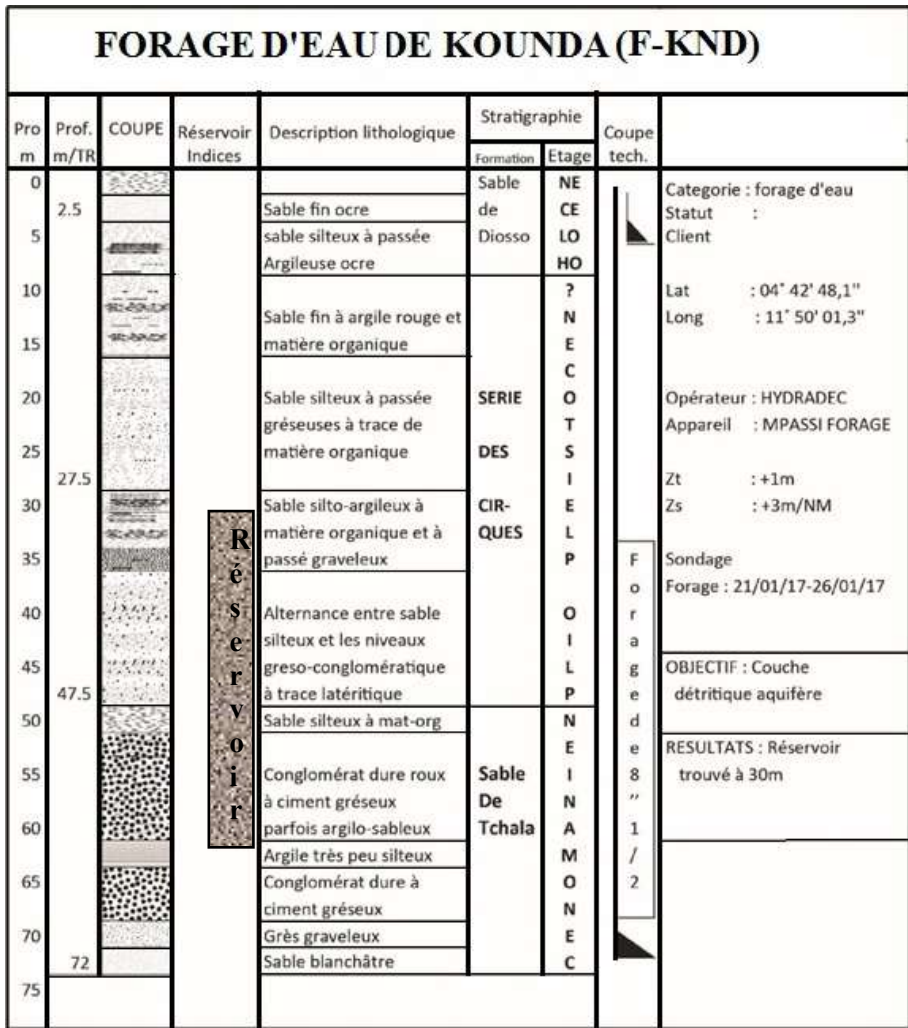 FORAGE D'EAU DE KOUNDA (F-KND)
Pro m
Prof. m/TR
COUPE
Réservoir Indices
Description lithologique
Stratigraphie
Formation
Etage
Coupe tech.
0
5
10
15
20
25
30
35
40
45
50
55
60
65
70
75
2.5
27.5
47.5
72
Réservoir
Sable fin ocre
sable silteux à passée
Argileuse ocre
Sable fin à argile rouge et
matière organique
Sable silteux à passée
gréseuses à trace de
matière organique
Sable silto-argileux à
matière organique et à
passé graveleux
Alternance entre sable
silteux et les niveaux
greso-conglomératique
à trace latéritique
Sable silteux à mat-org
Conglomérat dure roux
à ciment gréseux
parfois argilo-sableux
Argile très peu silteux
Conglomérat dure à
ciment gréseux
Grès graveleux
Sable blanchâtre
Sable
de
Diosso
SERIE
DES
CIR-
QUES
Sable
De
Tchala
NE
CE
LO
HO
?
N
E
C
O
T
S
I
E
L
P
O
I
L
P
N
E
I
N
A
M
O
N
E
C
Forage de 8 " 1 / 2
Categorie : forage d'eau
Statut :
Client
Lat : 04° 42' 48,1"
Long : 11° 50' 01,3"
Opérateur : HYDRADEC
Appareil : MPASSI FORAGE
Zt : +1m
Zs : +3m/NM
Sondage
Forage : 21/01/17-26/01/17
OBJECTIF : Couche
détritique aquifère
RESULTATS : Réservoir
trouvé à 30m